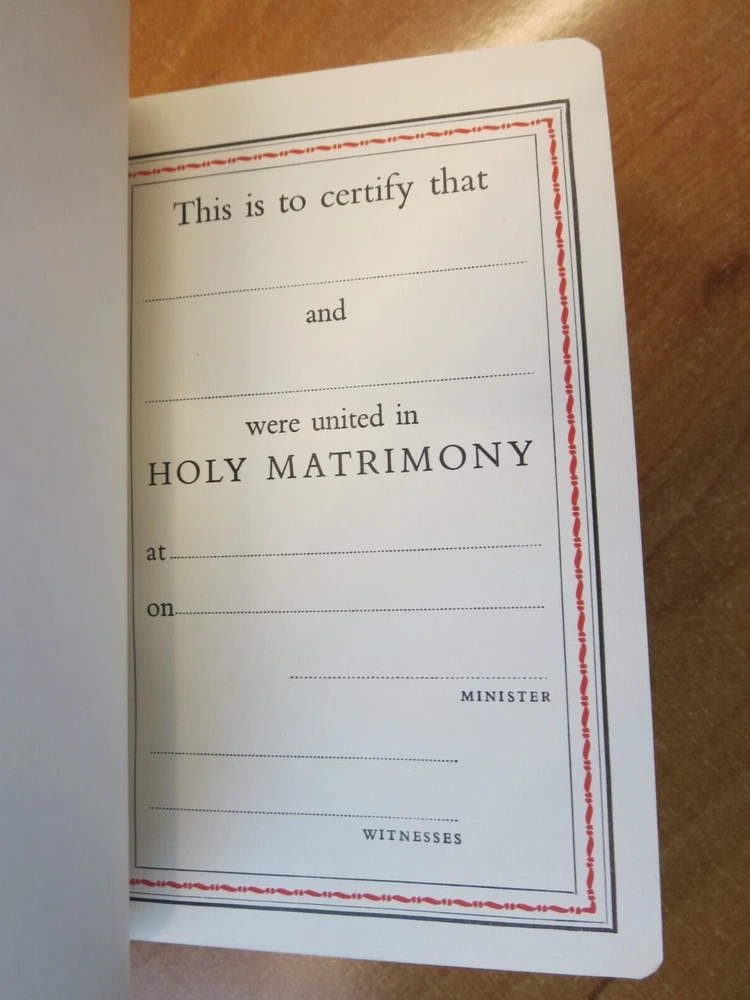 This is to certify that
and
were united in
HOLY MATRIMONY
at
on
MINISTER
WITNESSES